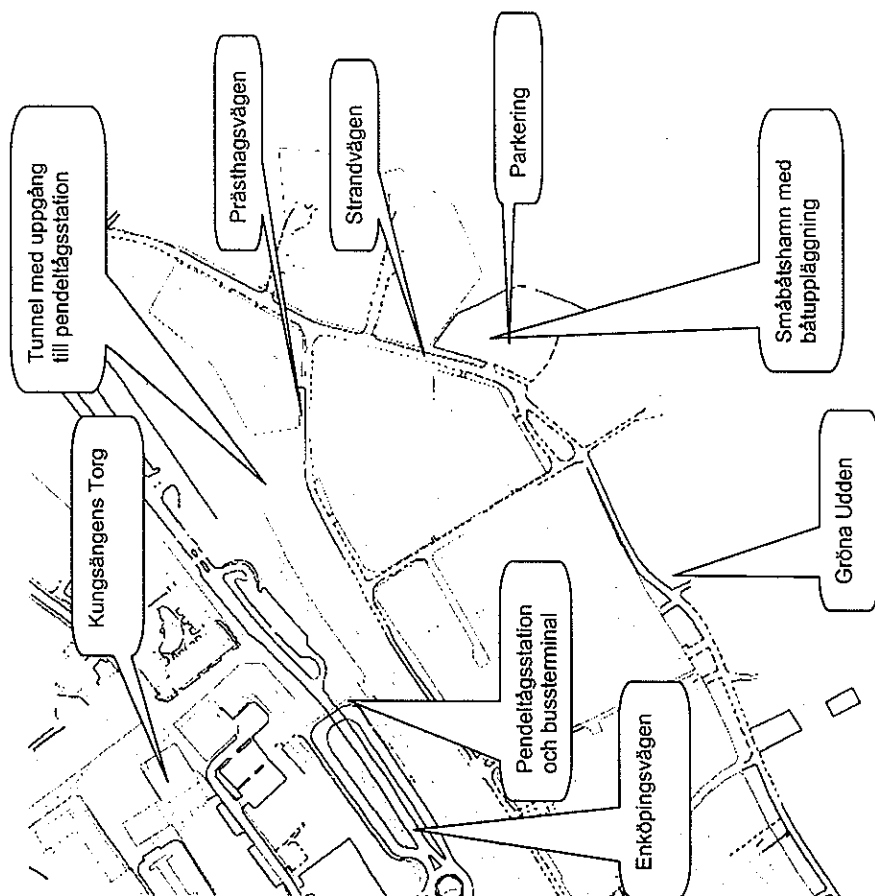 Tunnel med uppgång
till pendeltågsstation
Prästhagsvägen
Strandvägen
Parkering
Småbåtshamn med
båtuppläggning
Kungsängens Torg
Pendeltågsstation
och bussterminal
Enköpingsvägen
Gröna Udden